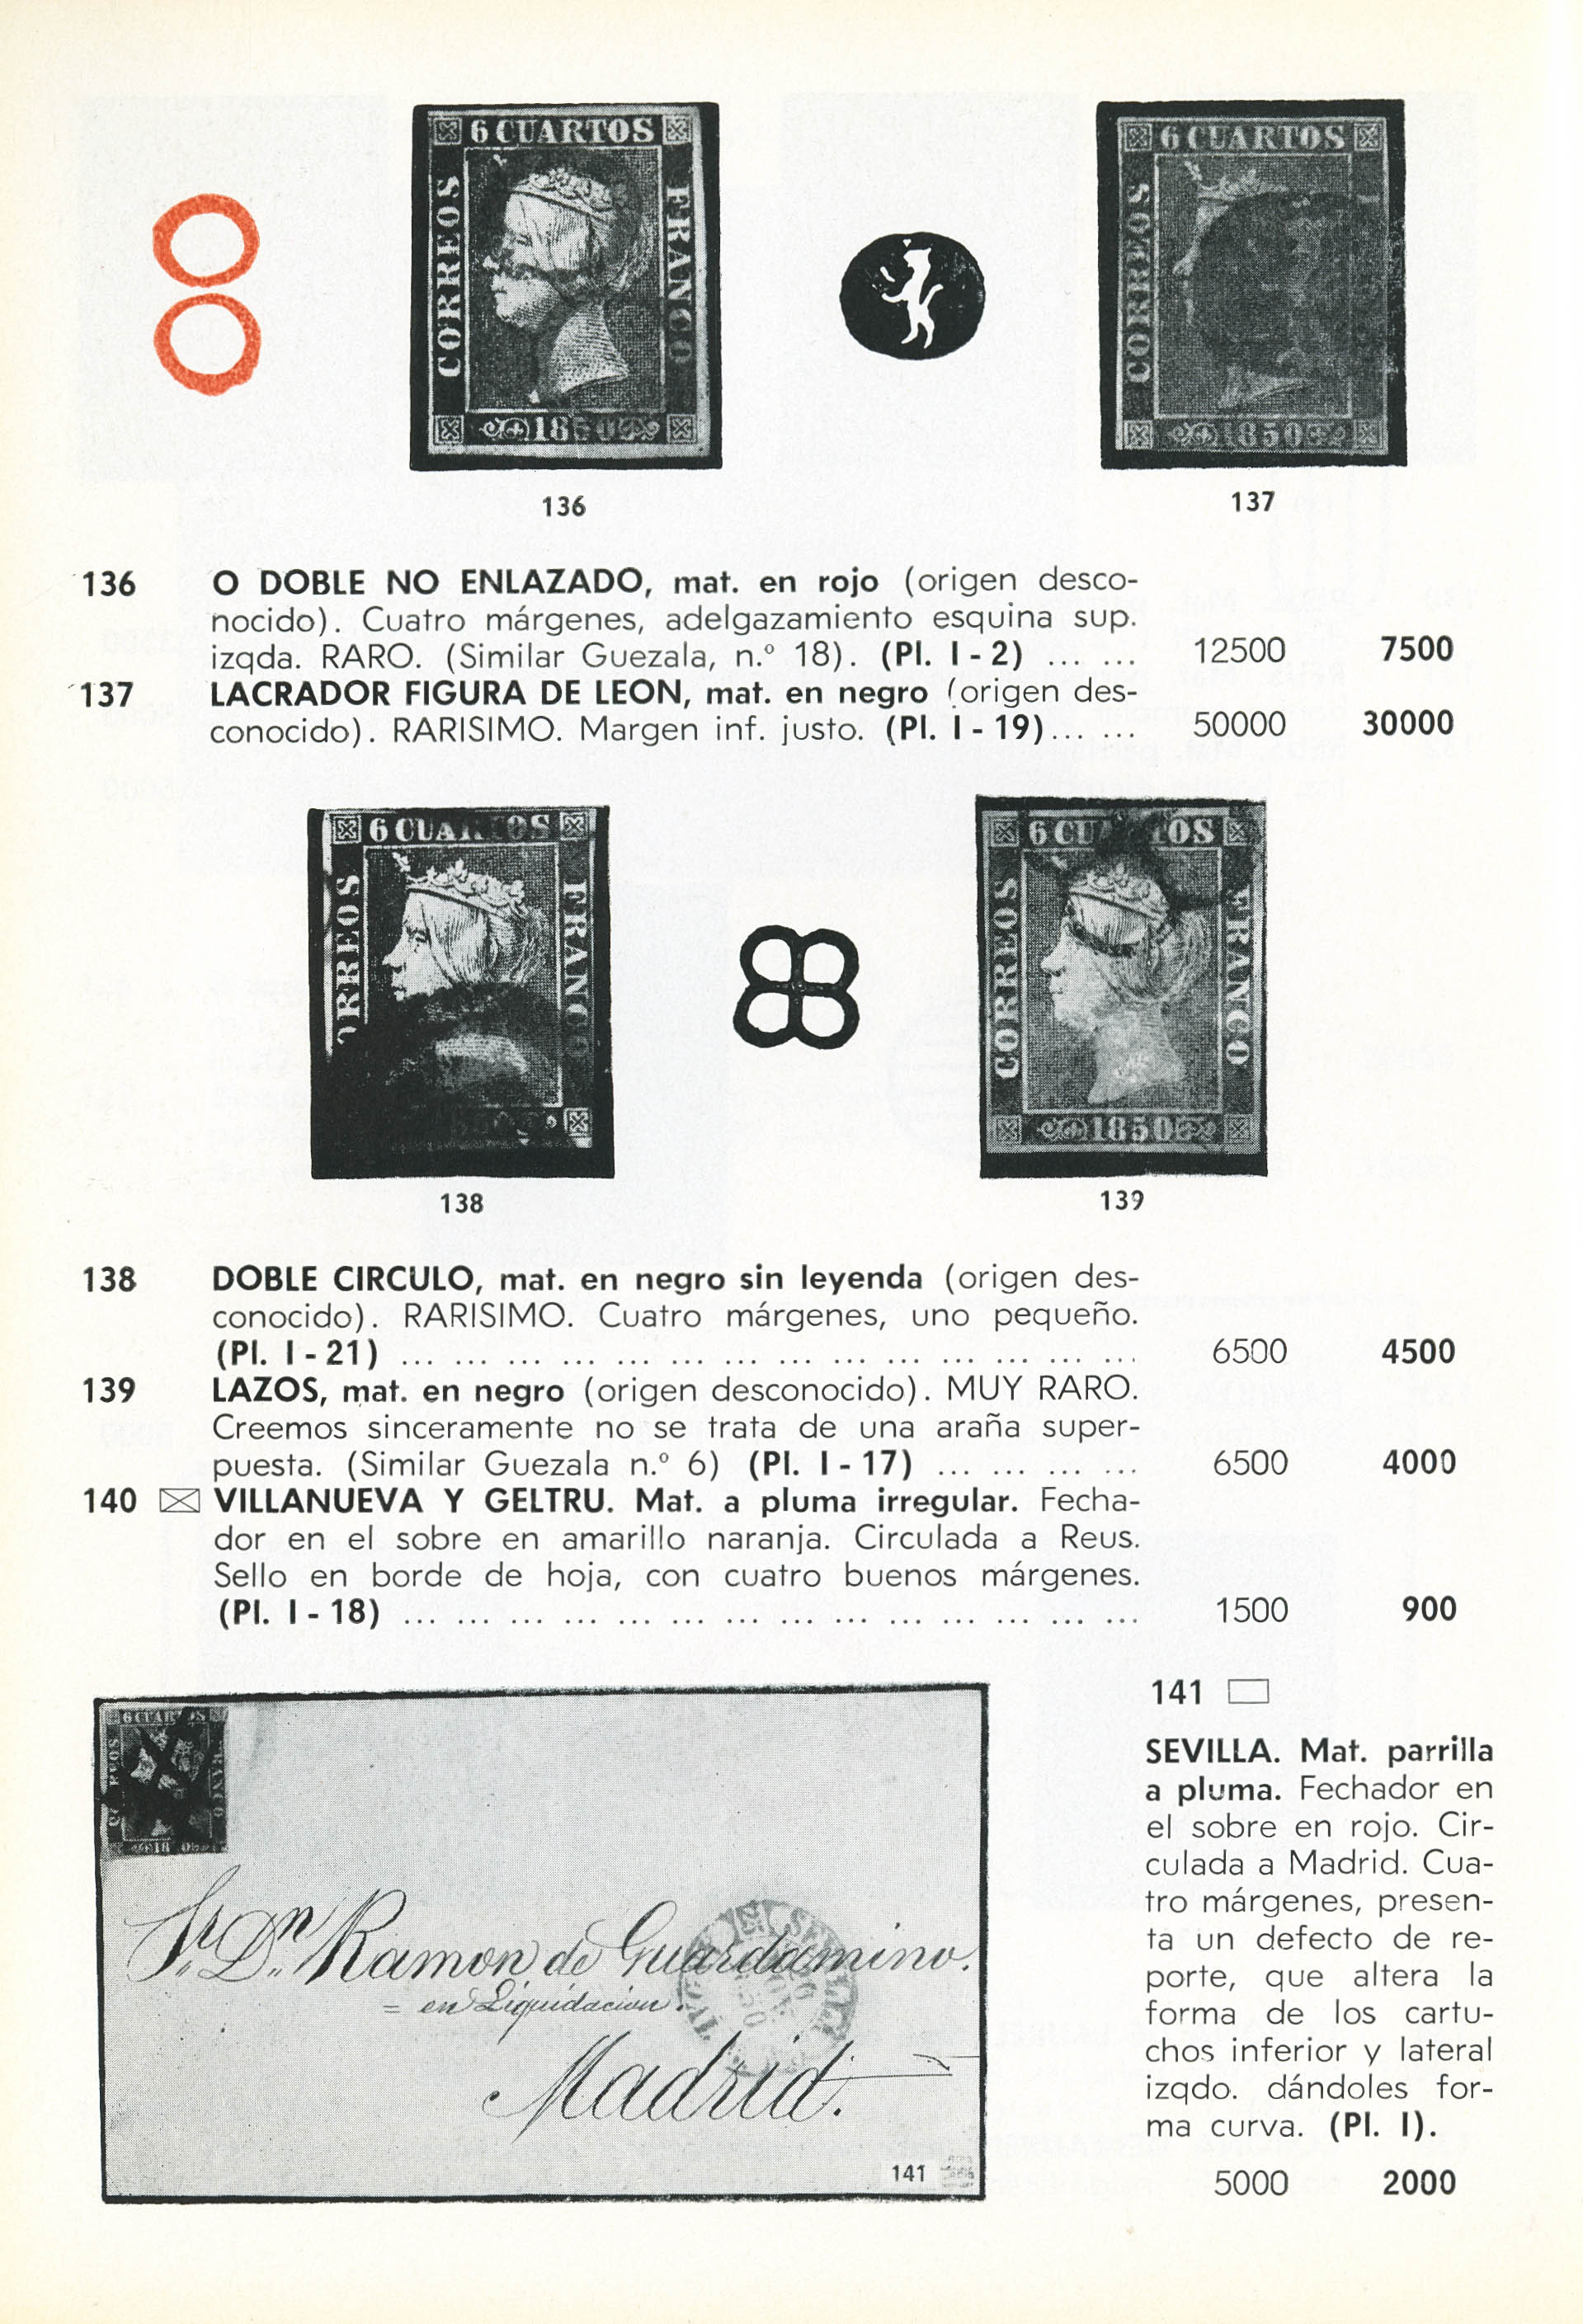 6 CUARTOS
CORREOS
FRANCO
1850
6 CUARTOS
CORREOS
1850
136
137
136 O DOBLE NO ENLAZADO, mat. en rojo (origen desco-
nocido). Cuatro márgenes, adelgazamiento esquina sup.
izqda. RARO. (Similar Guezala, n.º 18). (Pl. I - 2) ... ... 12500 7500
137 LACRADOR FIGURA DE LEON, mat. en negro (origen des-
conocido). RARISIMO. Margen inf. justo. (Pl. I - 19)... ... 50000 30000
6 CUA OS
ORREOS
FRANCO
6 CU TOS
CORREOS
FRANCO
1850
138
139
138 DOBLE CIRCULO, mat. en negro sin leyenda (origen des-
conocido). RARISIMO. Cuatro márgenes, uno pequeño.
(Pl. I - 21) ... ... ... ... ... ... ... ... ... ... ... ... ... ... 6500 4500
139 LAZOS, mat. en negro (origen desconocido). MUY RARO.
Creemos sinceramente no se trata de una araña super-
puesta. (Similar Guezala n.º 6) (Pl. I - 17) ... ... ... ... 6500 4000
140 VILLANUEVA Y GELTRU. Mat. a pluma irregular. Fecha-
dor en el sobre en amarillo naranja. Circulada a Reus.
Sello en borde de hoja, con cuatro buenos márgenes.
(Pl. I - 18) ... ... ... ... ... ... ... ... ... ... ... ... ... ... 1500 900
Sr. Dn. Ramon de Guardamino.
= en Liquidacion.
Madrid.
141
141
SEVILLA. Mat. parrilla
a pluma. Fechador en
el sobre en rojo. Cir-
culada a Madrid. Cua-
tro márgenes, presen-
ta un defecto de re-
porte, que altera la
forma de los cartu-
chos inferior y lateral
izqdo. dándoles for-
ma curva. (Pl. I).
5000 2000